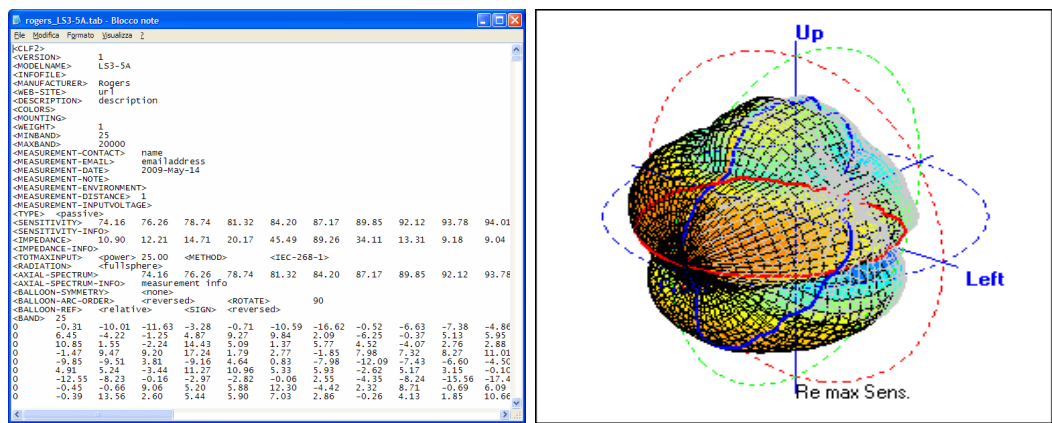 rogers_LS3-5A.tab - Blocco note
File Modifica Formato Visualizza ?
<CLF2>
<VERSION> 1
<MODELNAME> LS3-5A
<INFOFILE>
<MANUFACTURER> Rogers
<WEB-SITE> url
<DESCRIPTION> description
<COLORS>
<MOUNTING>
<WEIGHT> 1
<MINBAND> 25
<MAXBAND> 20000
<MEASUREMENT-CONTACT> name
<MEASUREMENT-EMAIL> emailaddress
<MEASUREMENT-DATE> 2009-May-14
<MEASUREMENT-NOTE>
<MEASUREMENT-ENVIRONMENT>
<MEASUREMENT-DISTANCE> 1
<MEASUREMENT-INPUTVOLTAGE>
<TYPE> <passive>
<SENSITIVITY> 74.16 76.26 78.74 81.32 84.20 87.17 89.85 92.12 93.78 94.01
<SENSITIVITY-INFO>
<IMPEDANCE> 10.90 12.21 14.71 20.17 45.49 89.26 34.11 13.31 9.18 9.04
<IMPEDANCE-INFO>
<TOTMAXINPUT> <power> 25.00 <METHOD> <IEC-268-1>
<RADIATION> <fullsphere>
<AXIAL-SPECTRUM> 74.16 76.26 78.74 81.32 84.20 87.17 89.85 92.12 93.78
<AXIAL-SPECTRUM-INFO> measurement info
<BALLOON-SYMMETRY> <none>
<BALLOON-ARC-ORDER> <reversed> <ROTATE> 90
<BALLOON-REF> <relative> <SIGN> <reversed>
<BAND> 25
0 -0.31 -10.01 -11.63 -3.28 -0.71 -10.59 -16.62 -0.52 -6.63 -7.38 -4.86
0 6.45 -4.22 -1.25 4.87 9.27 9.84 2.09 -6.25 -0.37 5.13 5.95
0 10.85 1.55 -2.24 14.43 5.09 1.37 5.77 4.52 -4.07 2.76 2.88
0 -1.47 9.47 9.20 17.24 1.79 2.77 -1.85 7.98 7.32 8.27 11.01
0 -9.85 -9.51 3.81 -9.16 4.64 0.83 -7.98 -12.09 -7.43 -6.60 -4.50
0 4.91 5.24 -3.44 11.27 10.96 5.33 5.93 -2.62 5.17 3.15 -0.10
0 -12.55 -8.23 -0.16 -2.97 -2.82 -0.06 2.55 -4.35 -8.24 -15.56 -17.4
0 -0.45 -0.66 9.06 5.20 5.88 12.30 -4.42 2.32 8.71 -0.69 6.09
0 -0.39 13.56 2.60 5.44 5.90 7.03 2.86 -0.26 4.13 1.85 10.66
Up
Left
Re max Sens.